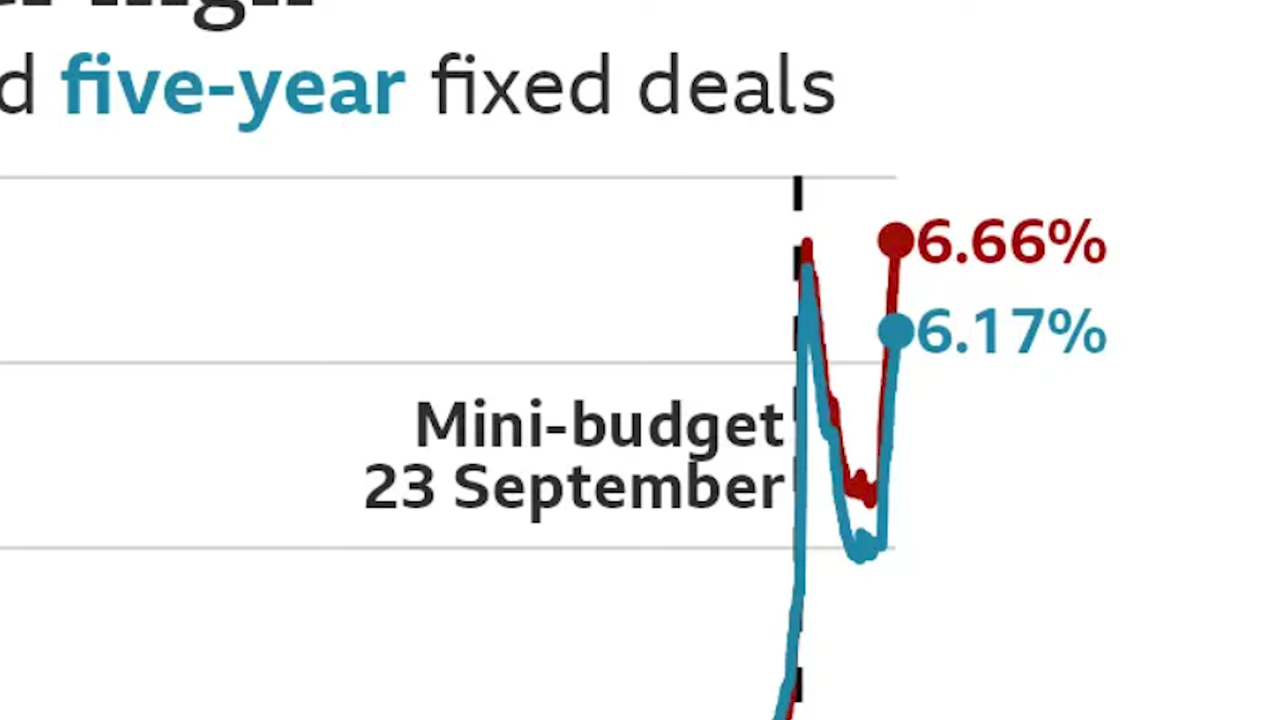 five-year fixed deals
6.66%
6.17%
Mini-budget
23 September